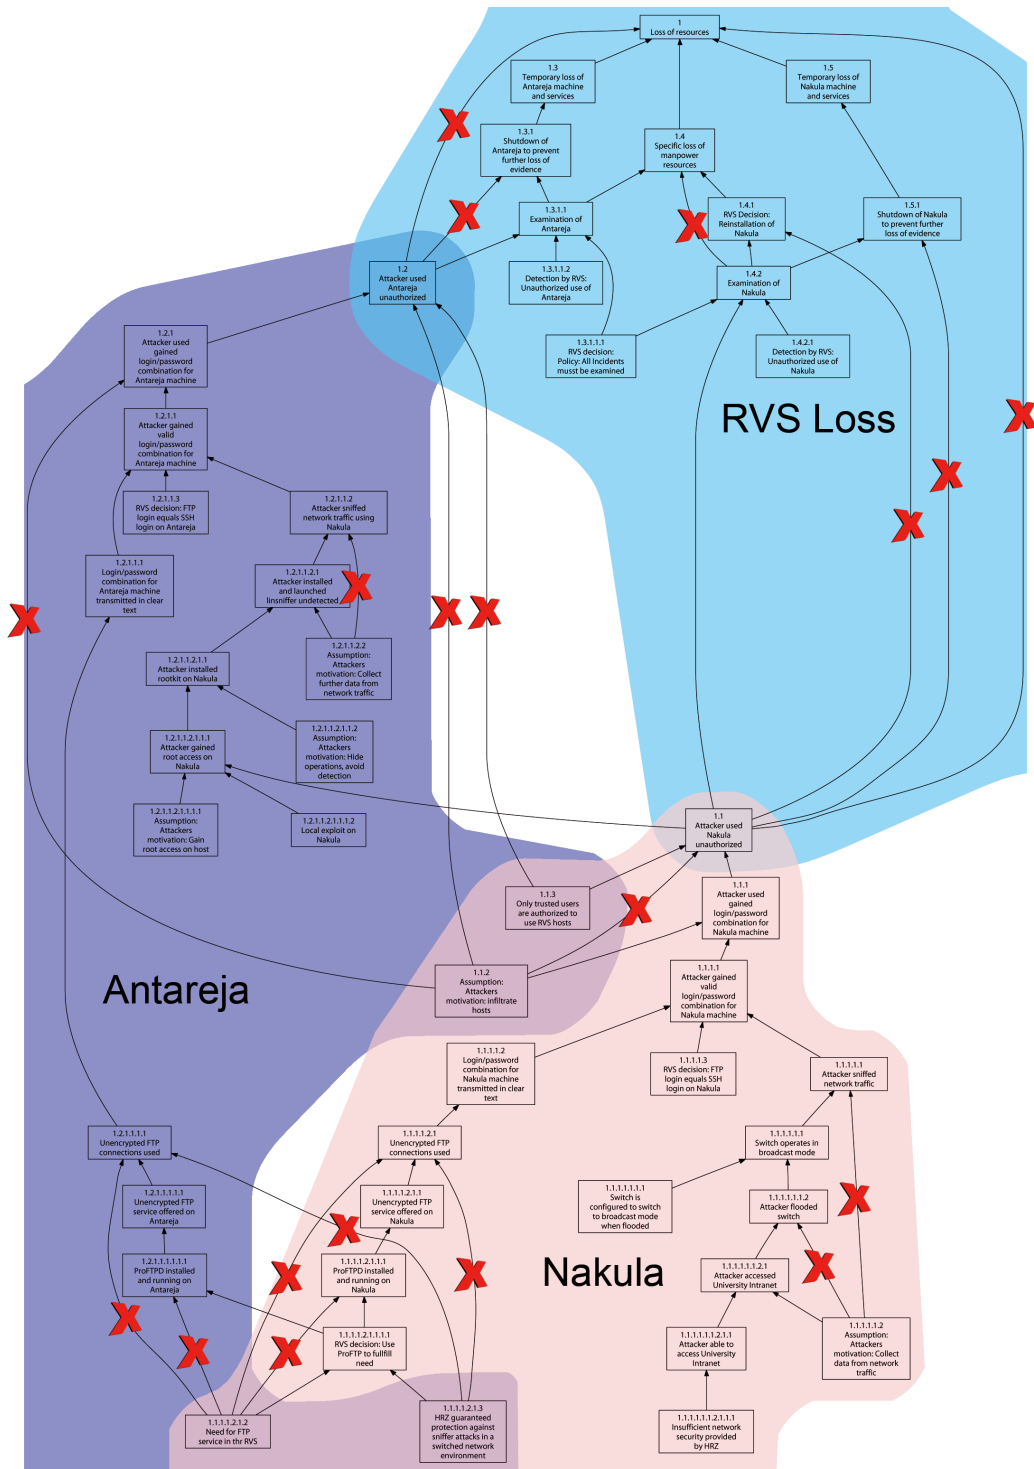 1
Loss of resources
1.3
Temporary loss of
Antareja machine
and services
1.5
Temporary loss of
Nakula machine
and services
1.3.1
Shutdown of
Antareja to prevent
further loss of
evidence
1.4
Specific loss of
manpower
resources
1.3.1.1
Examination of
Antareja
1.4.1
RVS Decision:
Reinstallation of
Nakula
1.5.1
Shutdown of Nakula
to prevent further
loss of evidence
1.2
Attacker used
Antareja
unauthorized
1.3.1.1.2
Detection by RVS:
Unauthorized use of
Antareja
1.4.2
Examination of
Nakula
1.3.1.1.1
RVS decision:
Policy: All Incidents
musst be examined
1.4.2.1
Detection by RVS:
Unauthorized use of
Nakula
RVS Loss
1.2.1
Attacker used
gained
login/password
combination for
Antareja machine
1.2.1.1
Attacker gained
valid
login/password
combination for
Antareja machine
1.2.1.1.3
RVS decision: FTP
login equals SSH
login on Antareja
1.2.1.1.2
Attacker sniffed
network traffic using
Nakula
1.2.1.1.1
Login/password
combination for
Antareja machine
transmitted in clear
text
1.2.1.1.2.1
Attacker installed
and launched
linsniffer undetected
1.2.1.1.2.2
Assumption:
Attackers
motivation: Collect
further data from
network traffic
1.2.1.1.2.1.1
Attacker installed
rootkit on Nakula
1.2.1.1.2.1.1.2
Assumption:
Attackers
motivation: Hide
operations, avoid
detection
1.2.1.1.2.1.1.1
Attacker gained
root access on
Nakula
1.2.1.1.2.1.1.1.1
Assumption:
Attackers
motivation: Gain
root access on host
1.2.1.1.2.1.1.1.2
Local exploit on
Nakula
1.1
Attacker used
Nakula
unauthorized
1.1.3
Only trusted users
are authorized to
use RVS hosts
1.1.1
Attacker used
gained
login/password
combination for
Nakula machine
Antareja
1.1.2
Assumption:
Attackers
motivation: infiltrate
hosts
1.1.1.1
Attacker gained
valid
login/password
combination for
Nakula machine
1.1.1.1.2
Login/password
combination for
Nakula machine
transmitted in clear
text
1.1.1.1.3
RVS decision: FTP
login equals SSH
login on Nakula
1.1.1.1.1
Attacker sniffed
network traffic
1.2.1.1.1.1
Unencrypted FTP
connections used
1.1.1.1.2.1
Unencrypted FTP
connections used
1.1.1.1.1.1
Switch operates in
broadcast mode
1.2.1.1.1.1.1
Unencrypted FTP
service offered on
Antareja
1.1.1.1.2.1.1
Unencrypted FTP
service offered on
Nakula
1.1.1.1.1.1.1
Switch is
configured to switch
to broadcast mode
when flooded
1.1.1.1.1.1.2
Attacker flooded
switch
1.2.1.1.1.1.1.1
ProFTPD installed
and running on
Antareja
1.1.1.1.2.1.1.1
ProFTPD installed
and running on
Nakula
Nakula
1.1.1.1.1.1.2.1
Attacker accessed
University Intranet
1.1.1.1.2.1.1.1.1
RVS decision: Use
ProFTP to fullfill
need
1.1.1.1.1.1.2.1.1
Attacker able to
access University
Intranet
1.1.1.1.1.2
Assumption:
Attackers
motivation: Collect
data from network
traffic
1.1.1.1.2.1.2
Need for FTP
service in thr RVS
1.1.1.1.2.1.3
HRZ guaranteed
protection against
sniffer attacks in a
switched network
environment
1.1.1.1.1.1.2.1.1.1
Insufficient network
security provided
by HRZ